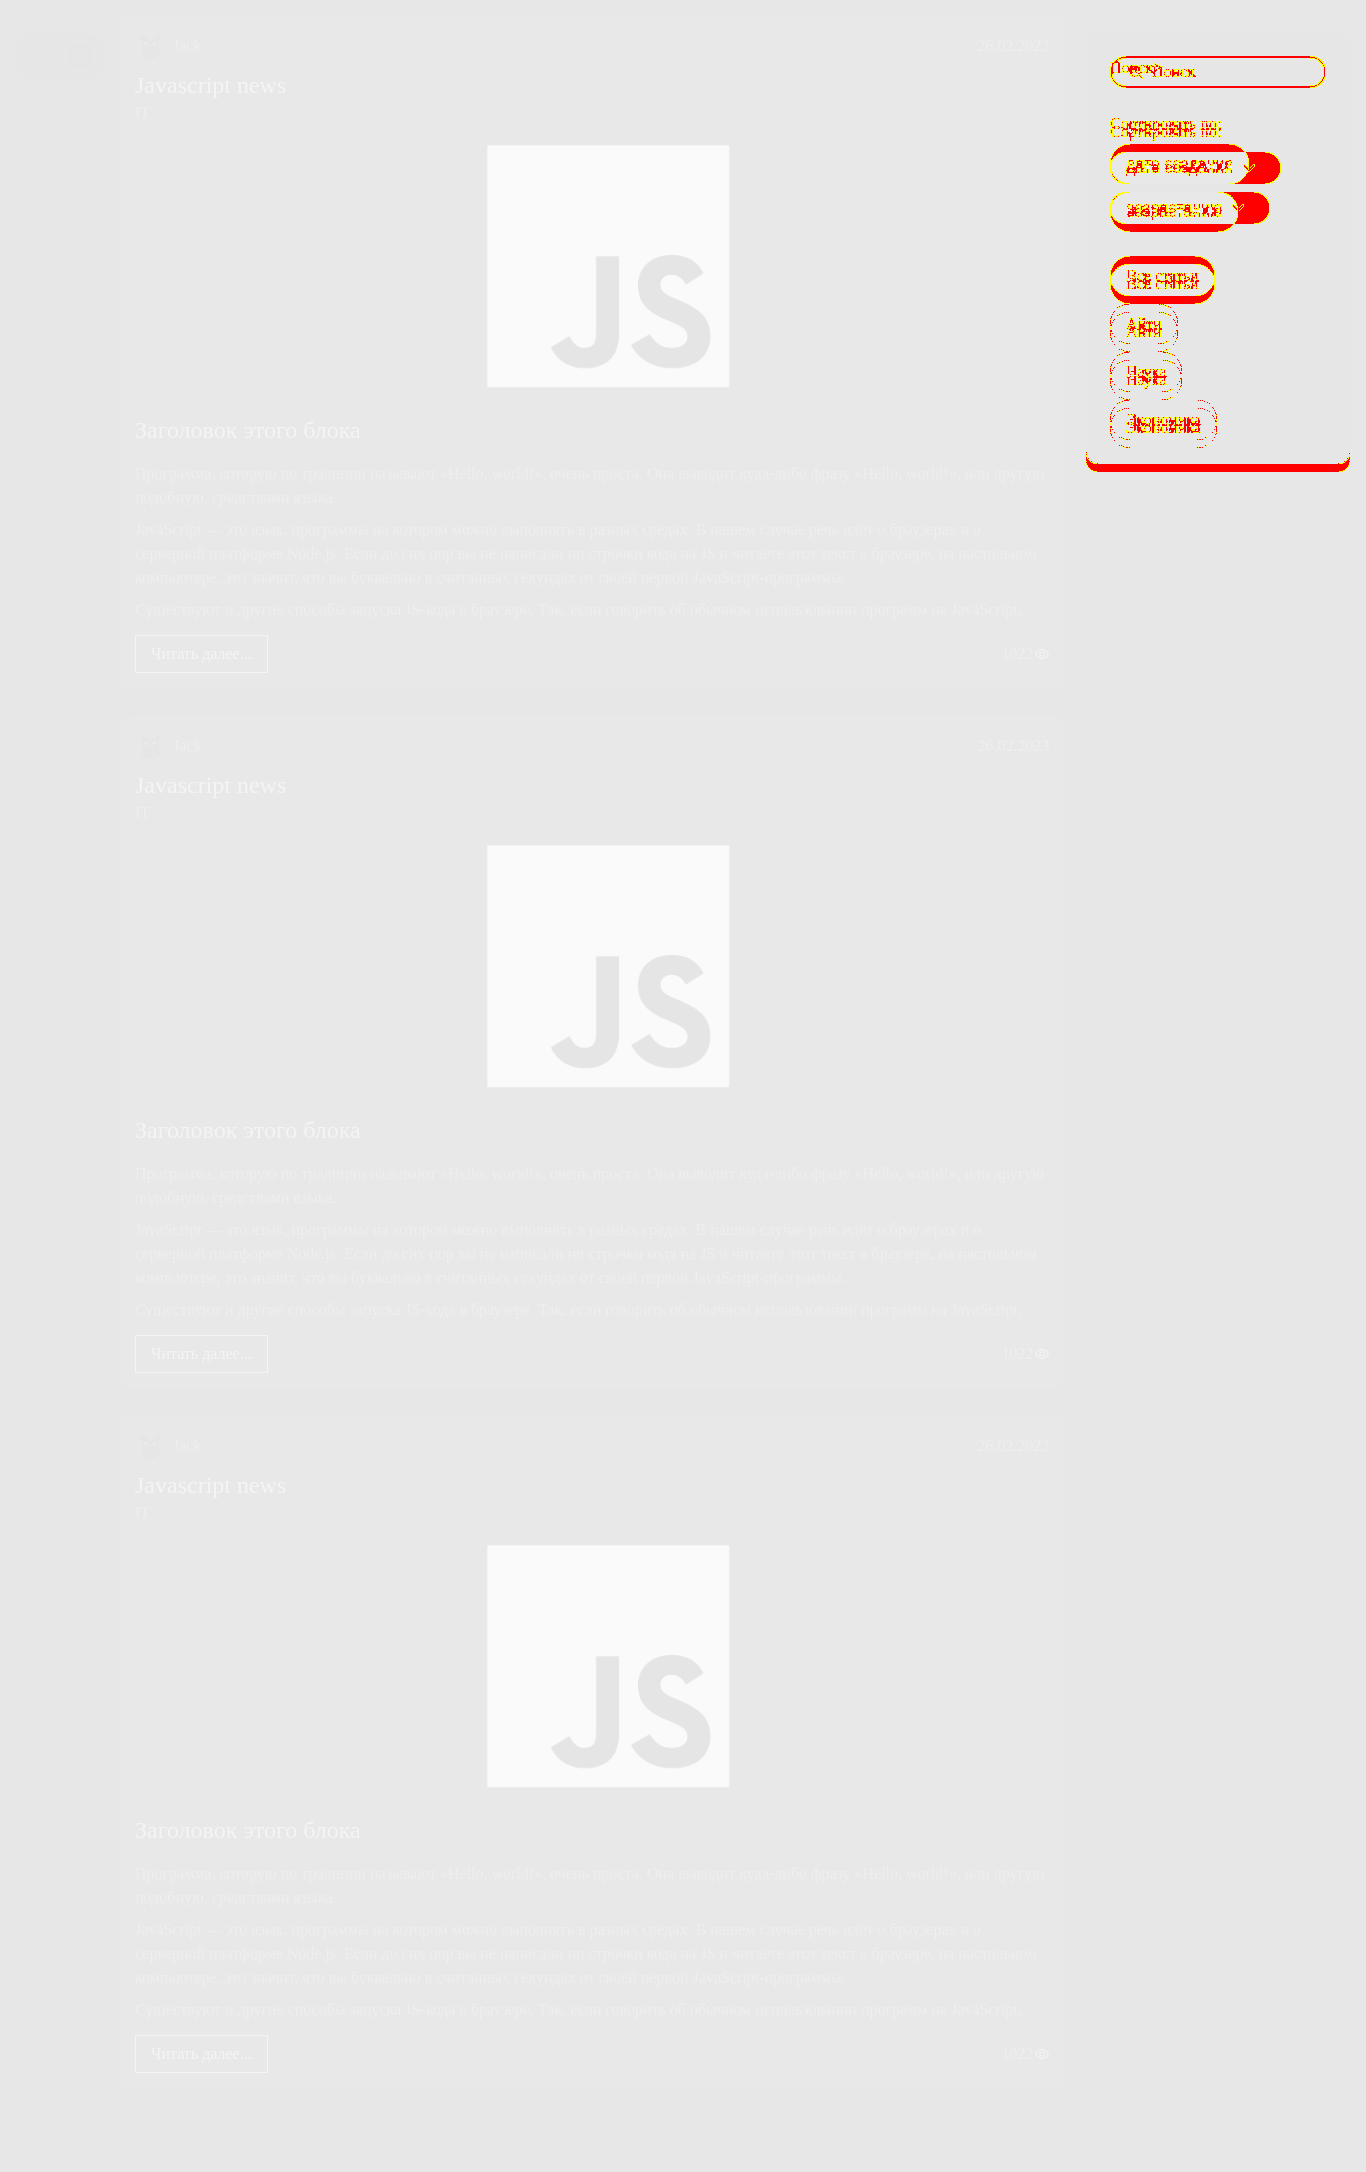 Jack 26.02.2022
Javascript news
IT
JS
Заголовок этого блока
Программа, которую по традиции называют «Hello, world!», очень проста. Она выводит куда-либо фразу «Hello, world!», или другую
подобную, средствами языка.
JavaScript — это язык, программы на котором можно выполнять в разных средах. В нашем случае речь идёт о браузерах и о
серверной платформе Node.js. Если до сих пор вы не написали ни строчки кода на JS и читаете этот текст в браузере, на настольном
компьютере, это значит, что вы буквально в считанных секундах от своей первой JavaScript-программы.
Существуют и другие способы запуска JS-кода в браузере. Так, если говорить об обычном использовании программ на JavaScript,
Читать далее... 1022
Jack 26.02.2022
Javascript news
IT
JS
Заголовок этого блока
Программа, которую по традиции называют «Hello, world!», очень проста. Она выводит куда-либо фразу «Hello, world!», или другую
подобную, средствами языка.
JavaScript — это язык, программы на котором можно выполнять в разных средах. В нашем случае речь идёт о браузерах и о
серверной платформе Node.js. Если до сих пор вы не написали ни строчки кода на JS и читаете этот текст в браузере, на настольном
компьютере, это значит, что вы буквально в считанных секундах от своей первой JavaScript-программы.
Существуют и другие способы запуска JS-кода в браузере. Так, если говорить об обычном использовании программ на JavaScript,
Читать далее... 1022
Jack 26.02.2022
Javascript news
IT
JS
Заголовок этого блока
Программа, которую по традиции называют «Hello, world!», очень проста. Она выводит куда-либо фразу «Hello, world!», или другую
подобную, средствами языка.
JavaScript — это язык, программы на котором можно выполнять в разных средах. В нашем случае речь идёт о браузерах и о
серверной платформе Node.js. Если до сих пор вы не написали ни строчки кода на JS и читаете этот текст в браузере, на настольном
компьютере, это значит, что вы буквально в считанных секундах от своей первой JavaScript-программы.
Существуют и другие способы запуска JS-кода в браузере. Так, если говорить об обычном использовании программ на JavaScript,
Читать далее... 1022
Поиск
дате создания
возрастанию
Все статьи
Айти
Наука